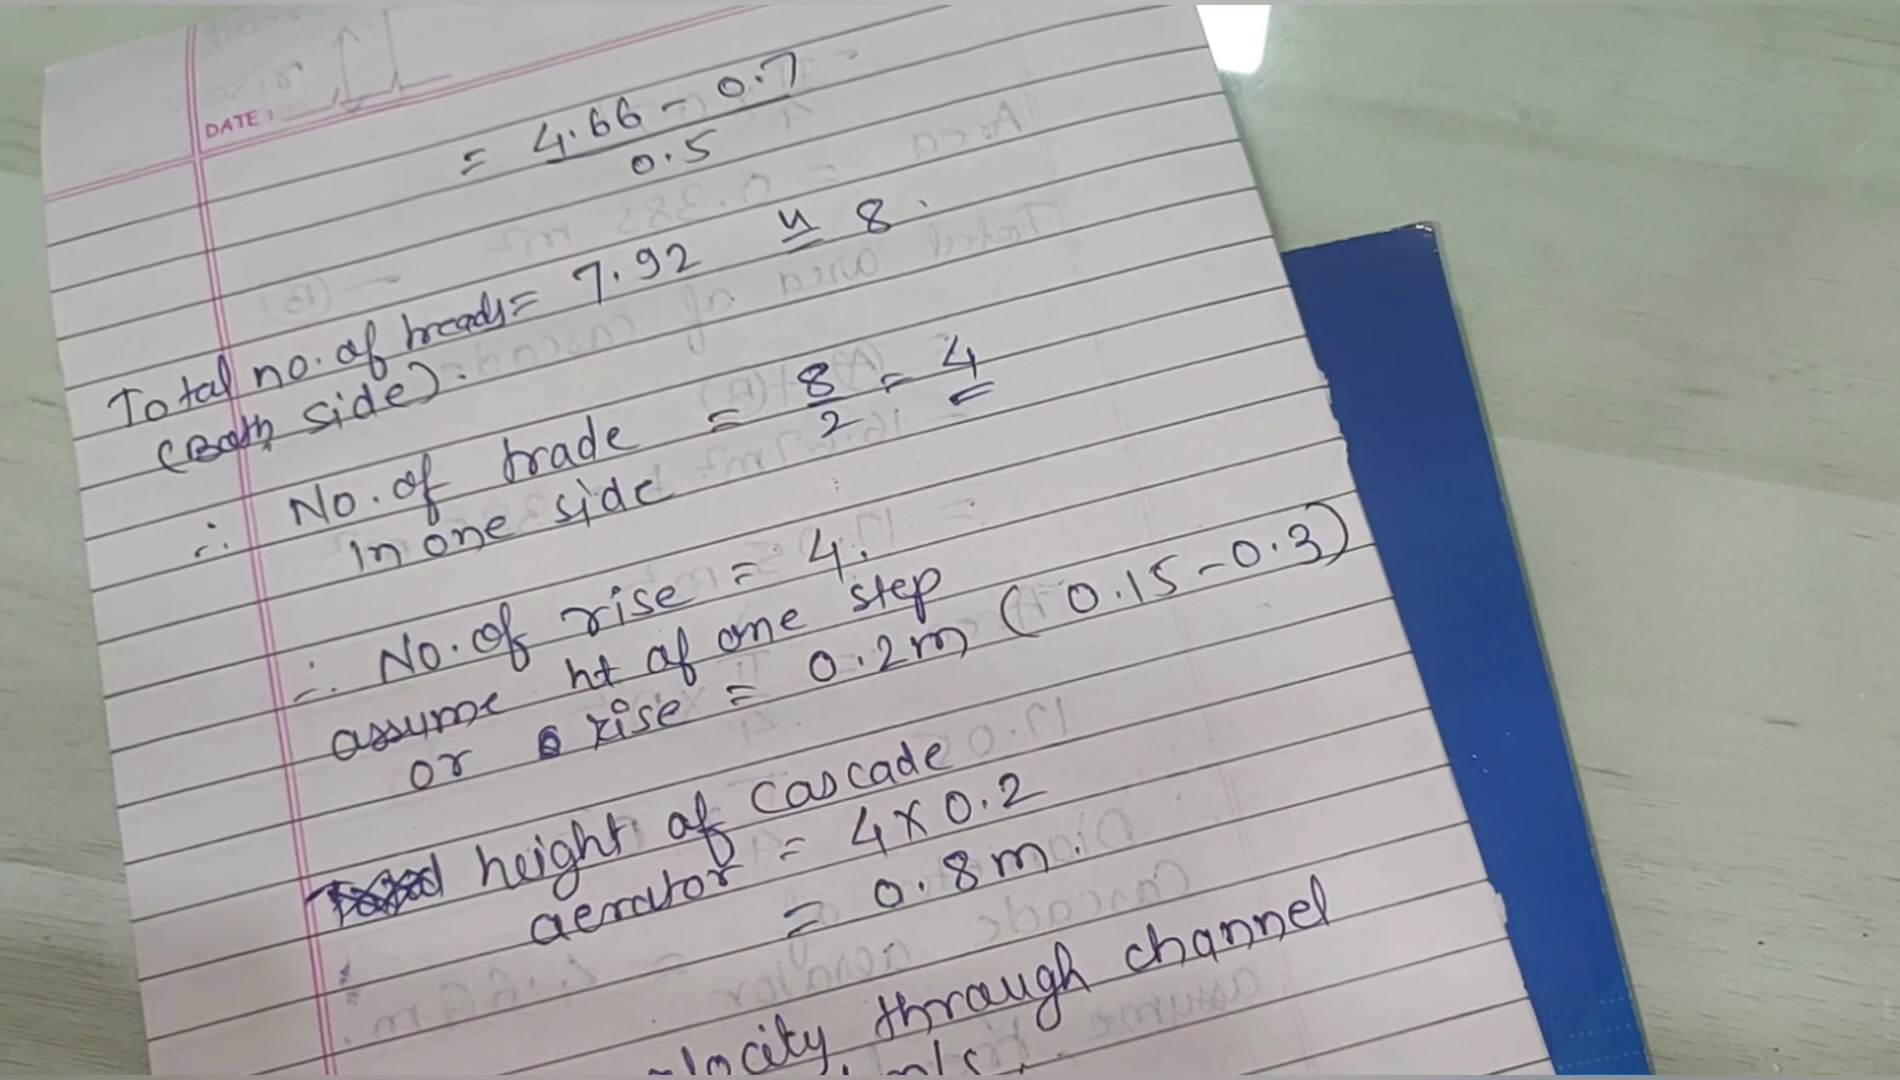 DATE :
= 4.66 - 0.7 / 0.5
Total no. of treads = 7.92 ≃ 8.
(Both side).
∴ No. of trade = 8/2 = 4
in one side
∴ No. of rise = 4.
assume ht of one step
or rise = 0.2m (0.15-0.3)
height of cascade
aerator = 4 x 0.2
= 0.8m.
through channel
m/s.